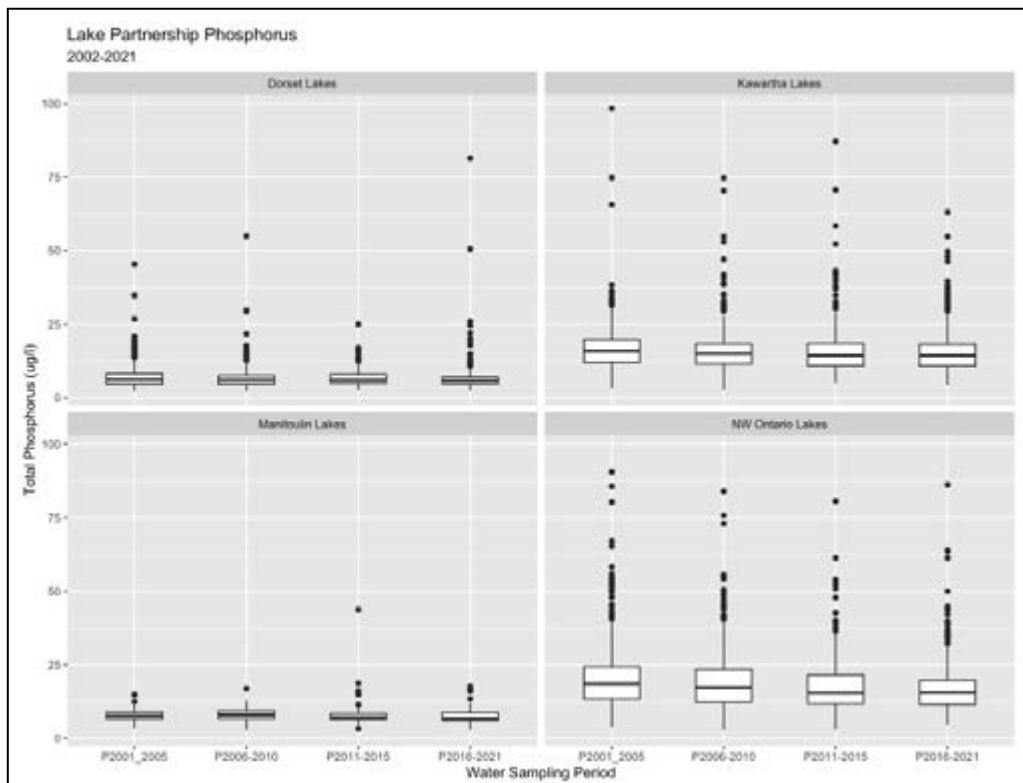 Lake Partnership Phosphorus
2002-2021
Dorset Lakes
Kawartha Lakes
100
75
50
25
0
Manitoulin Lakes
NW Ontario Lakes
100
75
50
25
0
Total Phosphorus (ug/l)
P2001_2005
P2006-2010
P2011-2015
P2016-2021
P2001_2005
P2006-2010
P2011-2015
P2016-2021
Water Sampling Period